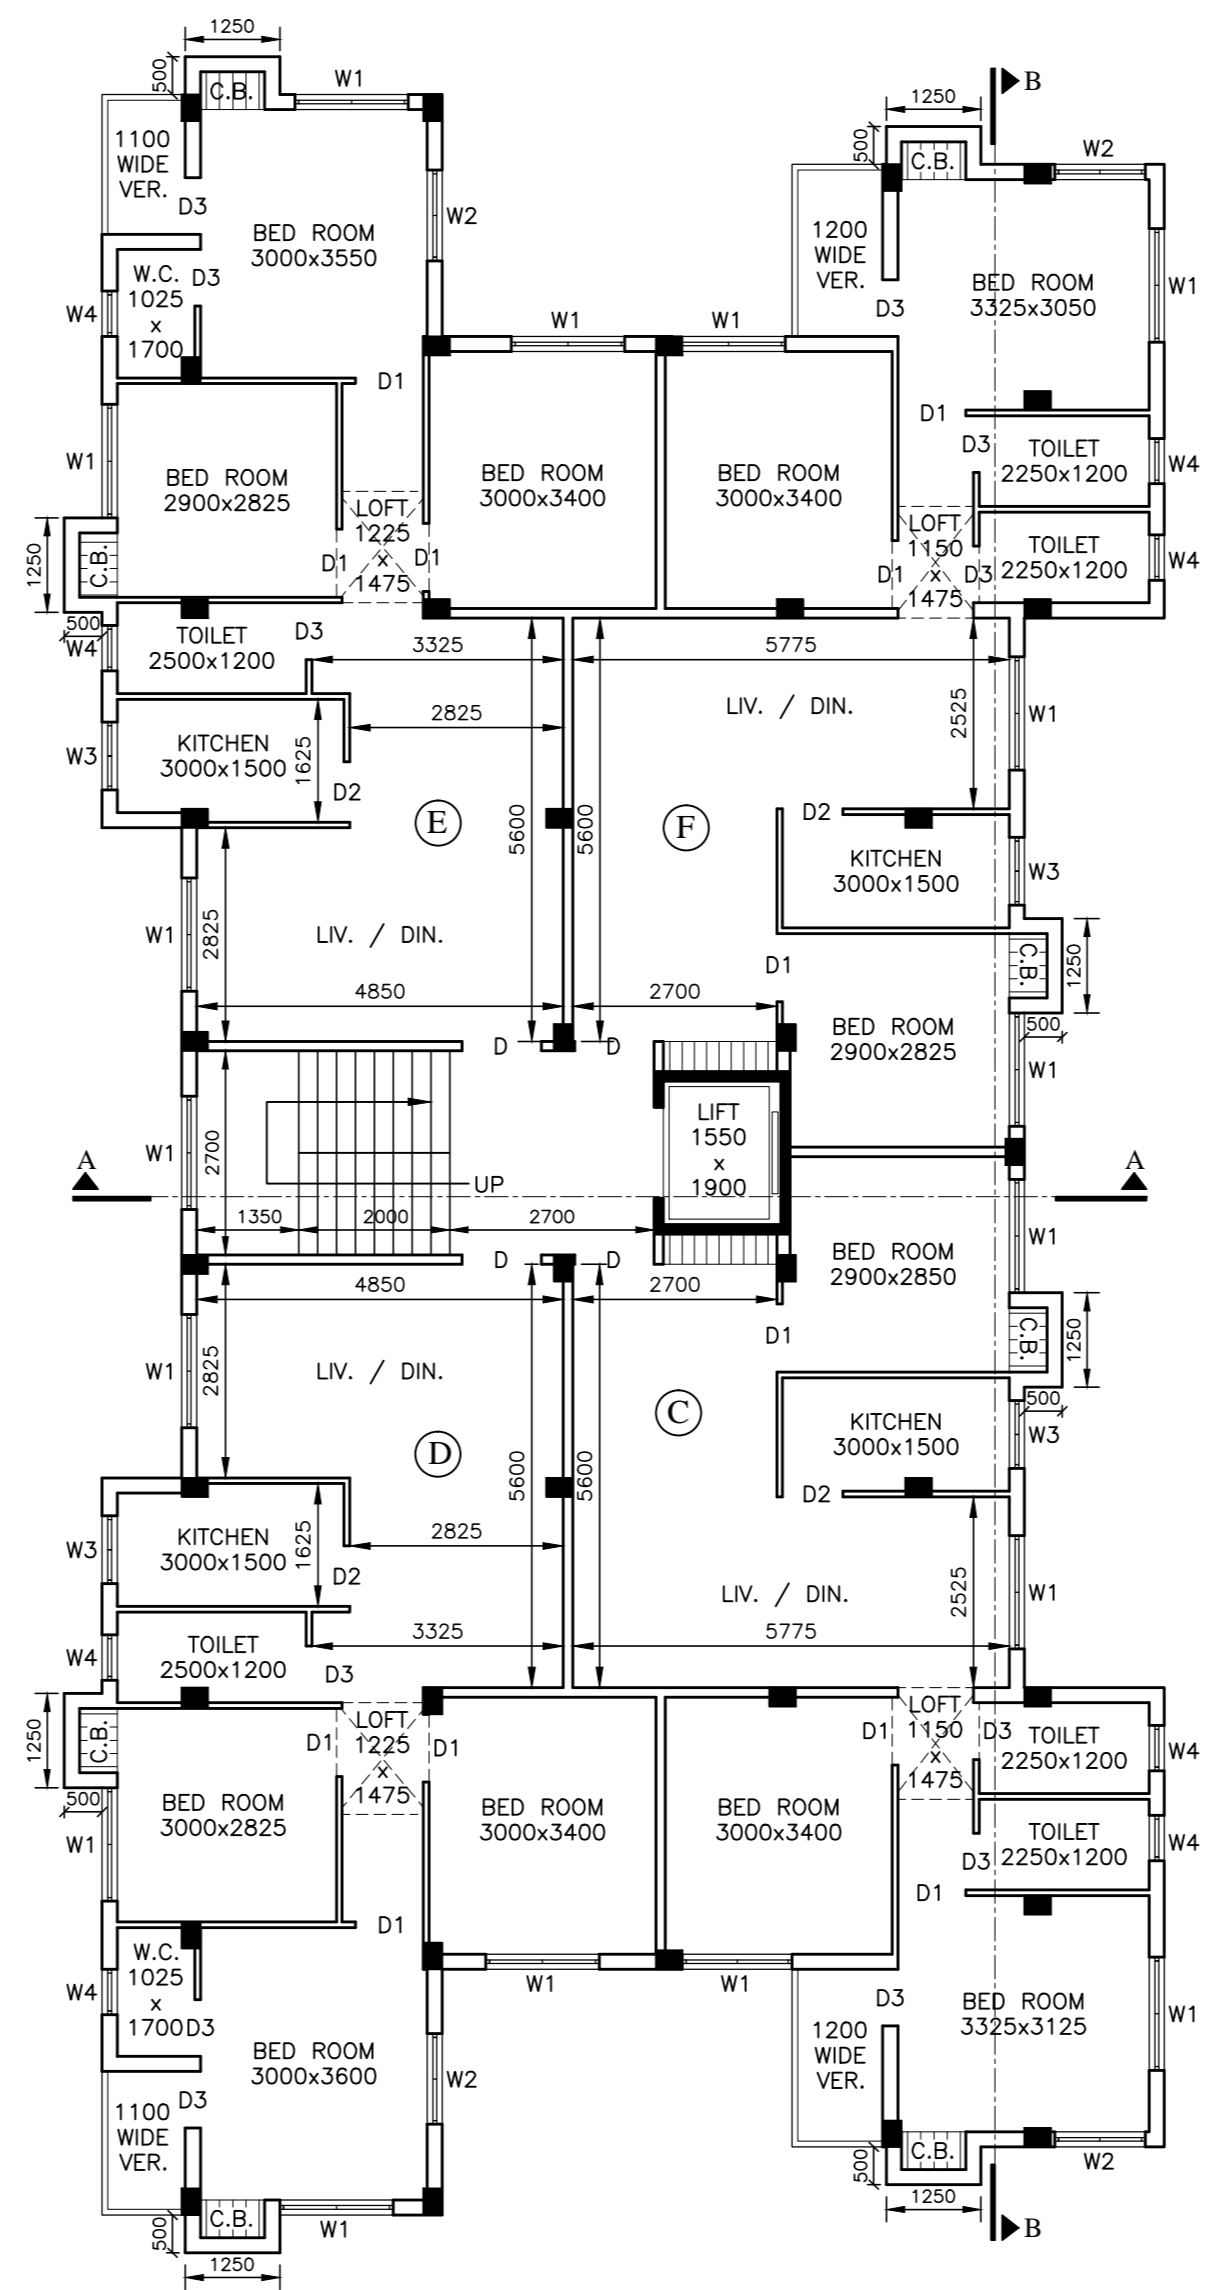 1250
500
C.B.
W1
B
1250
1100
WIDE
VER.
500
C.B.
W2
D3
W2
BED ROOM
3000x3550
1200
WIDE
VER.
W.C.
1025
x
1700
D3
W4
BED ROOM
3325x3050
W1
D3
W1
W1
D1
D1
W1
BED ROOM
2900x2825
BED ROOM
3000x3400
BED ROOM
3000x3400
D3
TOILET
2250x1200
W4
LOFT
1225
x
1475
D1
D1
LOFT
1150
x
1475
D1
D3
TOILET
2250x1200
W4
1250
C.B.
500
W4
TOILET
2500x1200
D3
3325
5775
2825
LIV. / DIN.
2525
W1
W3
KITCHEN
3000x1500
1625
D2
E
5600
5600
F
D2
KITCHEN
3000x1500
W3
W1
2825
LIV. / DIN.
D1
C.B.
1250
4850
2700
500
D
D
BED ROOM
2900x2825
W1
W1
2700
LIFT
1550
x
1900
A
UP
A
1350
2000
2700
D
D
BED ROOM
2900x2850
W1
4850
2700
D1
C.B.
1250
W1
2825
LIV. / DIN.
500
C
KITCHEN
3000x1500
W3
D
5600
5600
D2
W3
KITCHEN
3000x1500
1625
2825
D2
LIV. / DIN.
2525
W1
3325
5775
W4
TOILET
2500x1200
D3
1250
C.B.
500
D1
LOFT
1225
x
1475
D1
D1
LOFT
1150
x
1475
D3
TOILET
2250x1200
W4
W1
BED ROOM
3000x2825
BED ROOM
3000x3400
BED ROOM
3000x3400
TOILET
2250x1200
W4
D3
D1
D1
W.C.
1025
x
1700
D3
W4
W1
W1
D3
BED ROOM
3325x3125
W1
BED ROOM
3000x3600
W2
1200
WIDE
VER.
D3
1100
WIDE
VER.
C.B.
W2
500
1250
C.B.
W1
500
B
1250